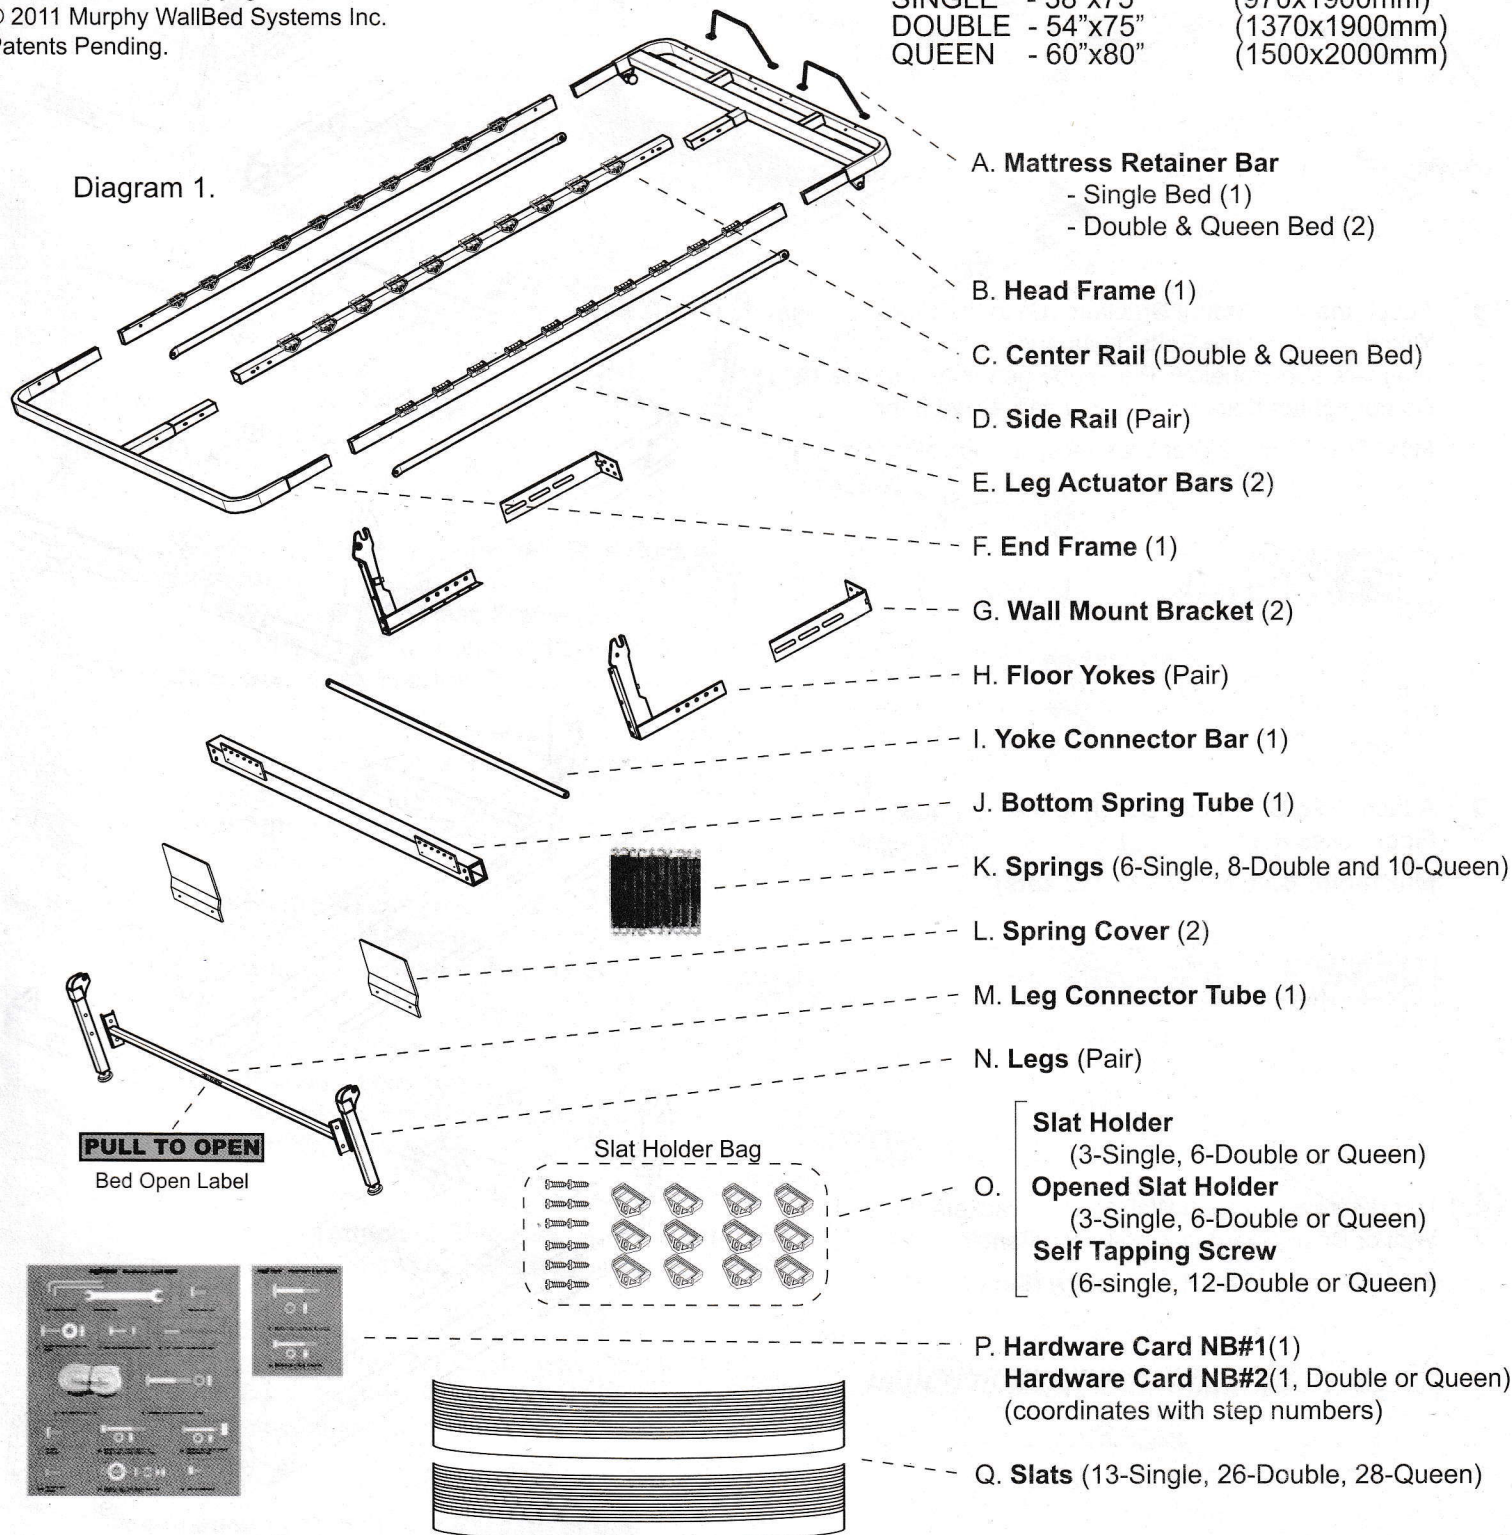 © 2011 Murphy WallBed Systems Inc.
Patents Pending.
SINGLE - 38"x75" (970x1900mm)
DOUBLE - 54"x75" (1370x1900mm)
QUEEN - 60"x80" (1500x2000mm)
Diagram 1.
A. Mattress Retainer Bar
- Single Bed (1)
- Double & Queen Bed (2)
B. Head Frame (1)
C. Center Rail (Double & Queen Bed)
D. Side Rail (Pair)
E. Leg Actuator Bars (2)
F. End Frame (1)
G. Wall Mount Bracket (2)
H. Floor Yokes (Pair)
I. Yoke Connector Bar (1)
J. Bottom Spring Tube (1)
K. Springs (6-Single, 8-Double and 10-Queen)
L. Spring Cover (2)
M. Leg Connector Tube (1)
N. Legs (Pair)
PULL TO OPEN
Bed Open Label
Slat Holder Bag
O.
Slat Holder
(3-Single, 6-Double or Queen)
Opened Slat Holder
(3-Single, 6-Double or Queen)
Self Tapping Screw
(6-single, 12-Double or Queen)
P. Hardware Card NB#1(1)
Hardware Card NB#2(1, Double or Queen)
(coordinates with step numbers)
Q. Slats (13-Single, 26-Double, 28-Queen)